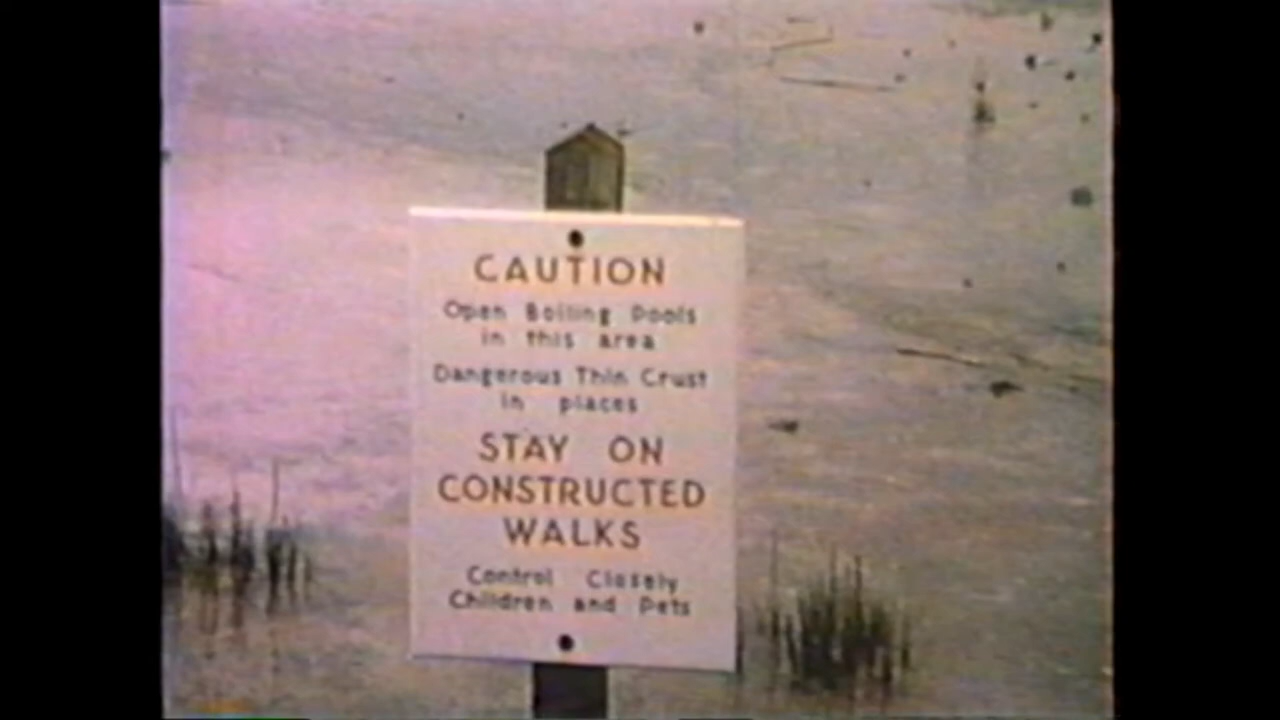 CAUTION
Open Boiling Pools
in this area
Dangerous Thin Crust
in places
STAY ON
CONSTRUCTED
WALKS
Control Closely
Children and Pets